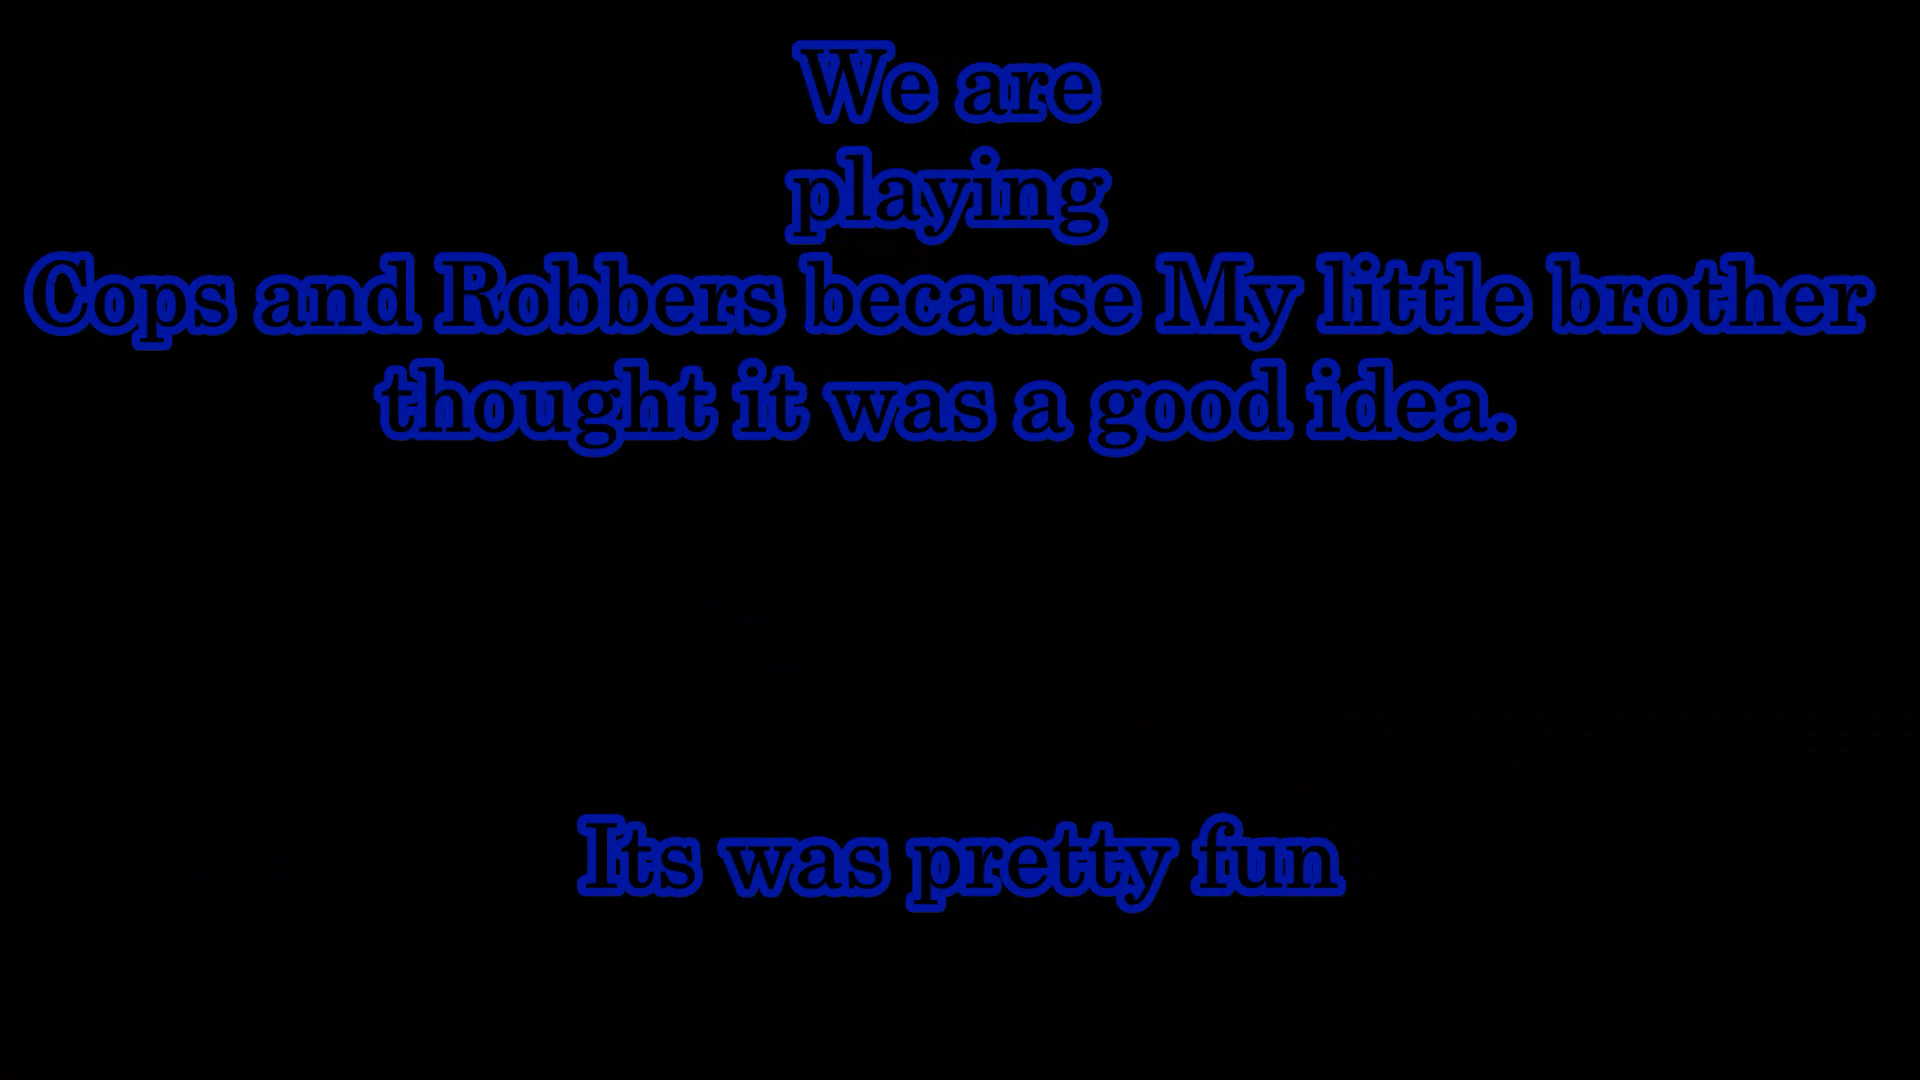 We are
playing
Cops and Robbers because My little brother
thought it was a good idea.
Its was pretty fun